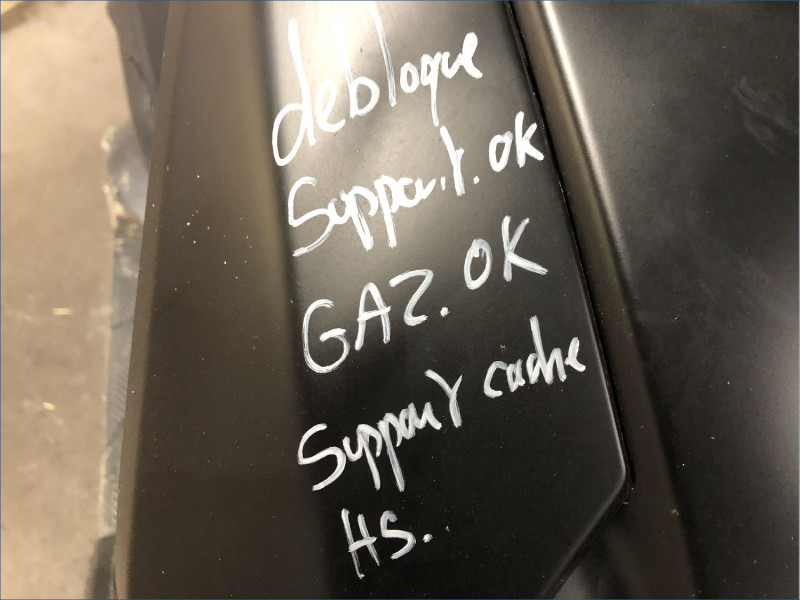 debloque
Support. OK
GAZ. OK
Support cache
HS.